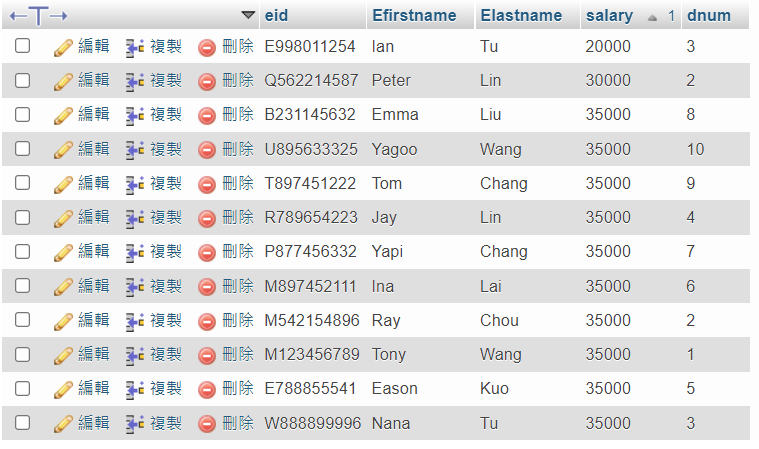 eid Efirstname Elastname salary 1 dnum
編輯 複製 刪除 E998011254 Ian Tu 20000 3
編輯 複製 刪除 Q562214587 Peter Lin 30000 2
編輯 複製 刪除 B231145632 Emma Liu 35000 8
編輯 複製 刪除 U895633325 Yagoo Wang 35000 10
編輯 複製 刪除 T897451222 Tom Chang 35000 9
編輯 複製 刪除 R789654223 Jay Lin 35000 4
編輯 複製 刪除 P877456332 Yapi Chang 35000 7
編輯 複製 刪除 M897452111 Ina Lai 35000 6
編輯 複製 刪除 M542154896 Ray Chou 35000 2
編輯 複製 刪除 M123456789 Tony Wang 35000 1
編輯 複製 刪除 E788855541 Eason Kuo 35000 5
編輯 複製 刪除 W888899996 Nana Tu 35000 3